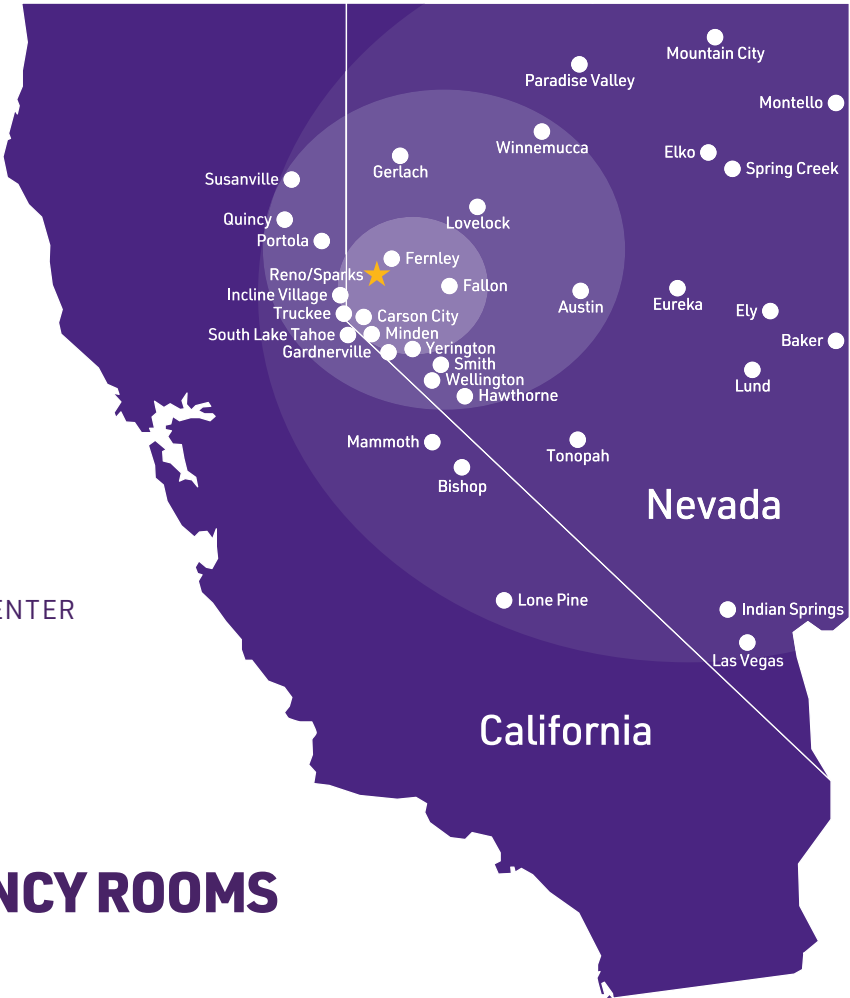 Mountain City
Paradise Valley
Montello
Winnemucca
Elko
Gerlach
Spring Creek
Susanville
Quincy
Lovelock
Portola
Fernley
Reno/Sparks
Fallon
Incline Village
Austin
Eureka
Truckee
Carson City
Ely
South Lake Tahoe
Minden
Baker
Gardnerville
Yerington
Smith
Wellington
Lund
Hawthorne
Mammoth
Tonopah
Bishop
Nevada
Lone Pine
ENTER
Indian Springs
Las Vegas
California
NCY ROOMS